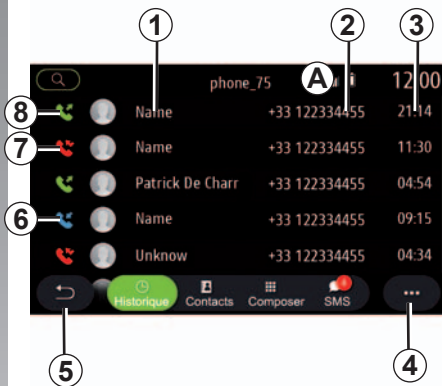 1 2 3
phone_75 A 12:00
8 Name +33 122334455 21:14
7 Name +33 122334455 11:30
Patrick De Charr +33 122334455 04:54
6 Name +33 122334455 09:15
Unknow +33 122334455 04:34
Historique Contacts Composer SMS ...
5 4